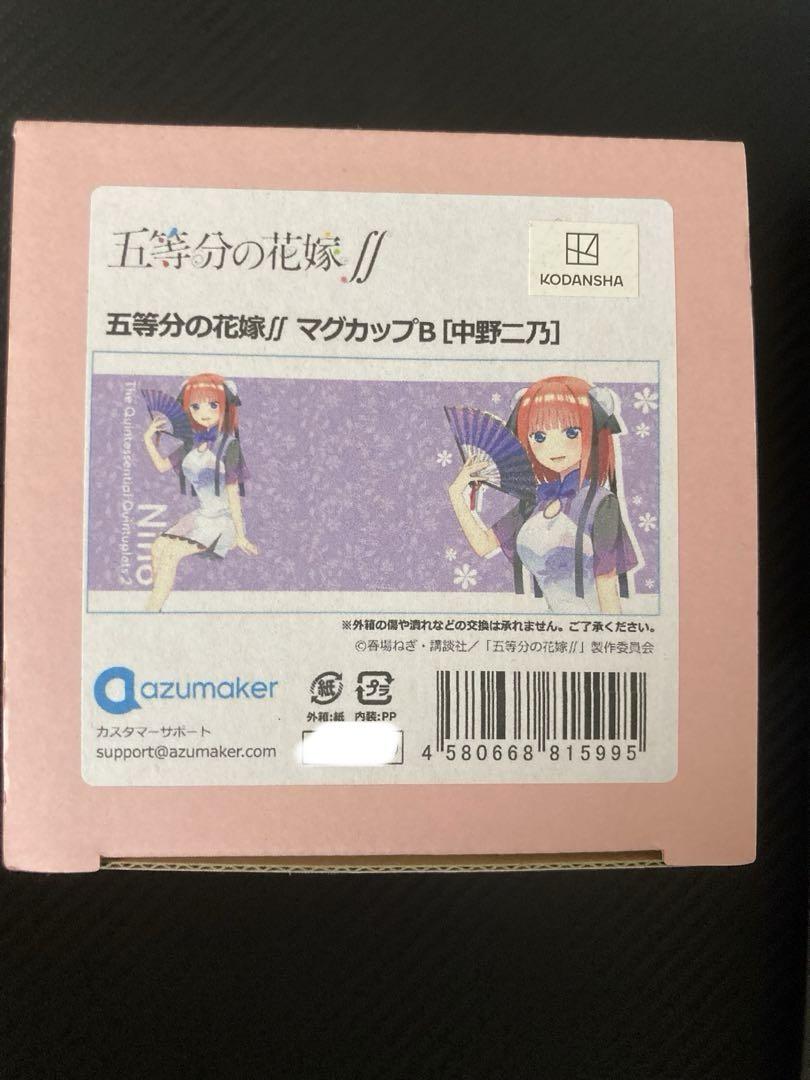 五等分の花嫁∬
KODANSHA
五等分の花嫁∬ マグカップB [中野二乃]
The Quintessential Quintuplets 2
Nino
※外箱の傷や潰れなどの交換は承れません。ご了承ください。
©春場ねぎ・講談社/「五等分の花嫁∬」製作委員会
azumaker
紙
プラ
外箱:紙 内装:PP
カスタマーサポート
support@azumaker.com
4 580668 815995